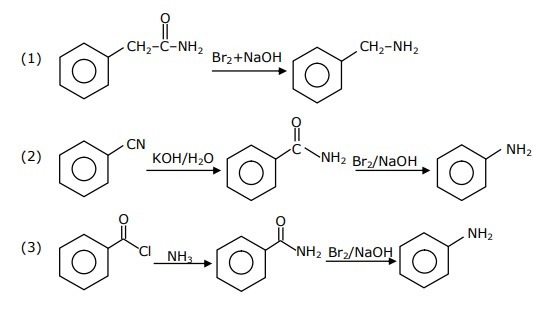 O
(1) CH₂–C–NH₂ Br₂+NaOH CH₂–NH₂
O
(2) CN KOH/H₂O C NH₂ Br₂/NaOH NH₂
O O
(3) Cl NH₃ NH₂ Br₂/NaOH NH₂